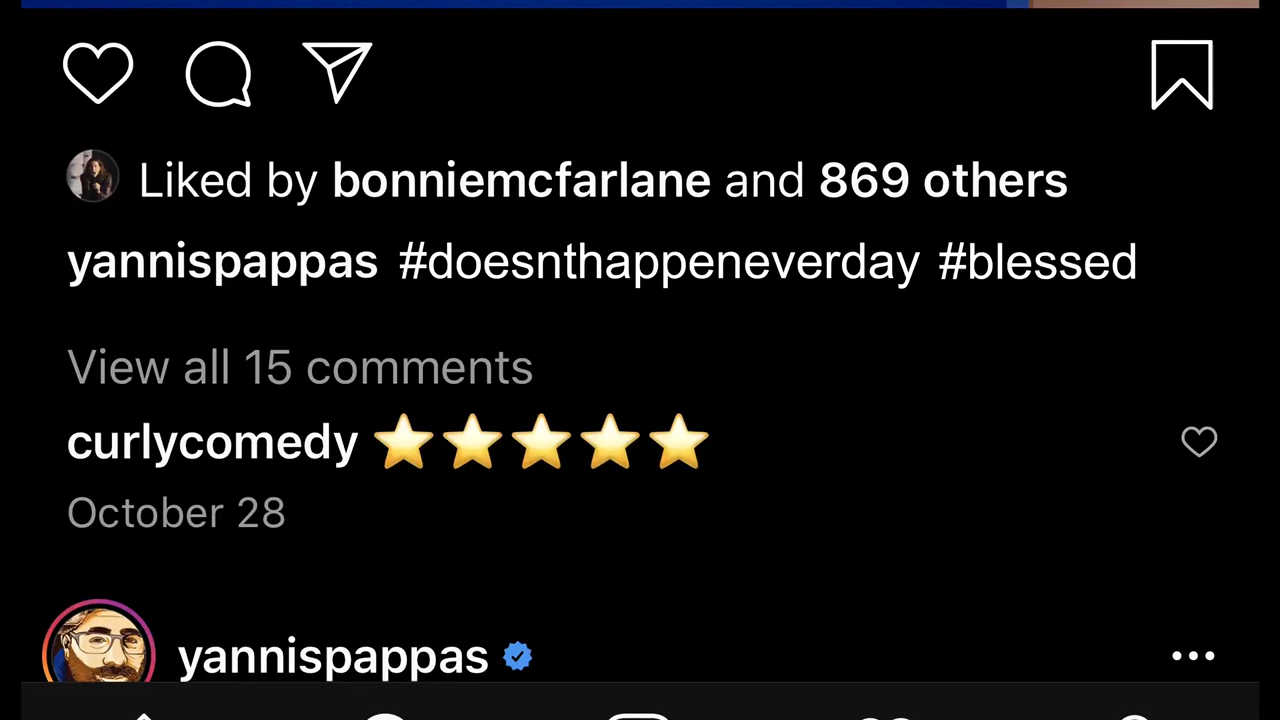 Liked by bonniemcfarlane and 869 others
yannispappas #doesnthappeneverday #blessed
View all 15 comments
curlycomedy ⭐⭐⭐⭐⭐
October 28
yannispappas